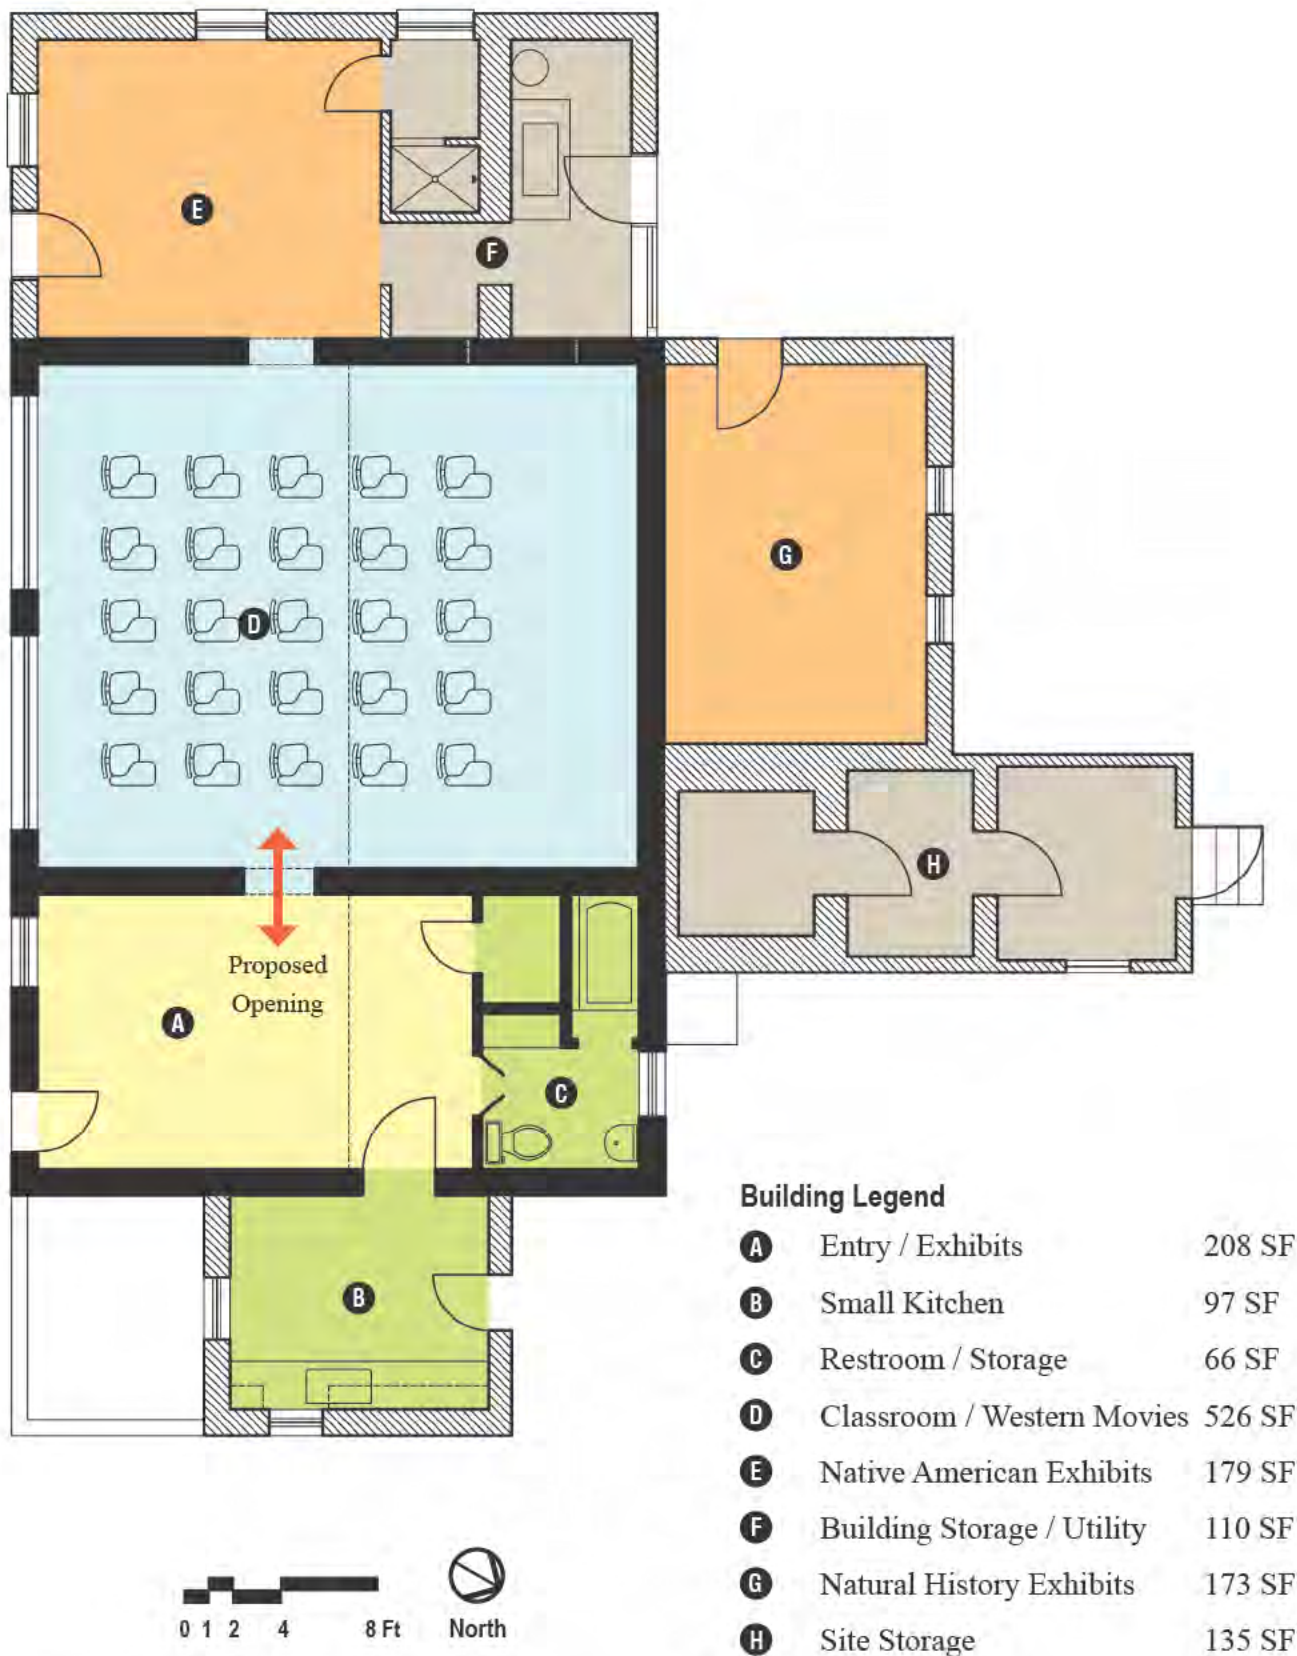 E
F
G
D
H
Proposed
Opening
A
C
B
Building Legend
A Entry / Exhibits 208 SF
B Small Kitchen 97 SF
C Restroom / Storage 66 SF
D Classroom / Western Movies 526 SF
E Native American Exhibits 179 SF
F Building Storage / Utility 110 SF
G Natural History Exhibits 173 SF
H Site Storage 135 SF
0 1 2 4 8 Ft
North